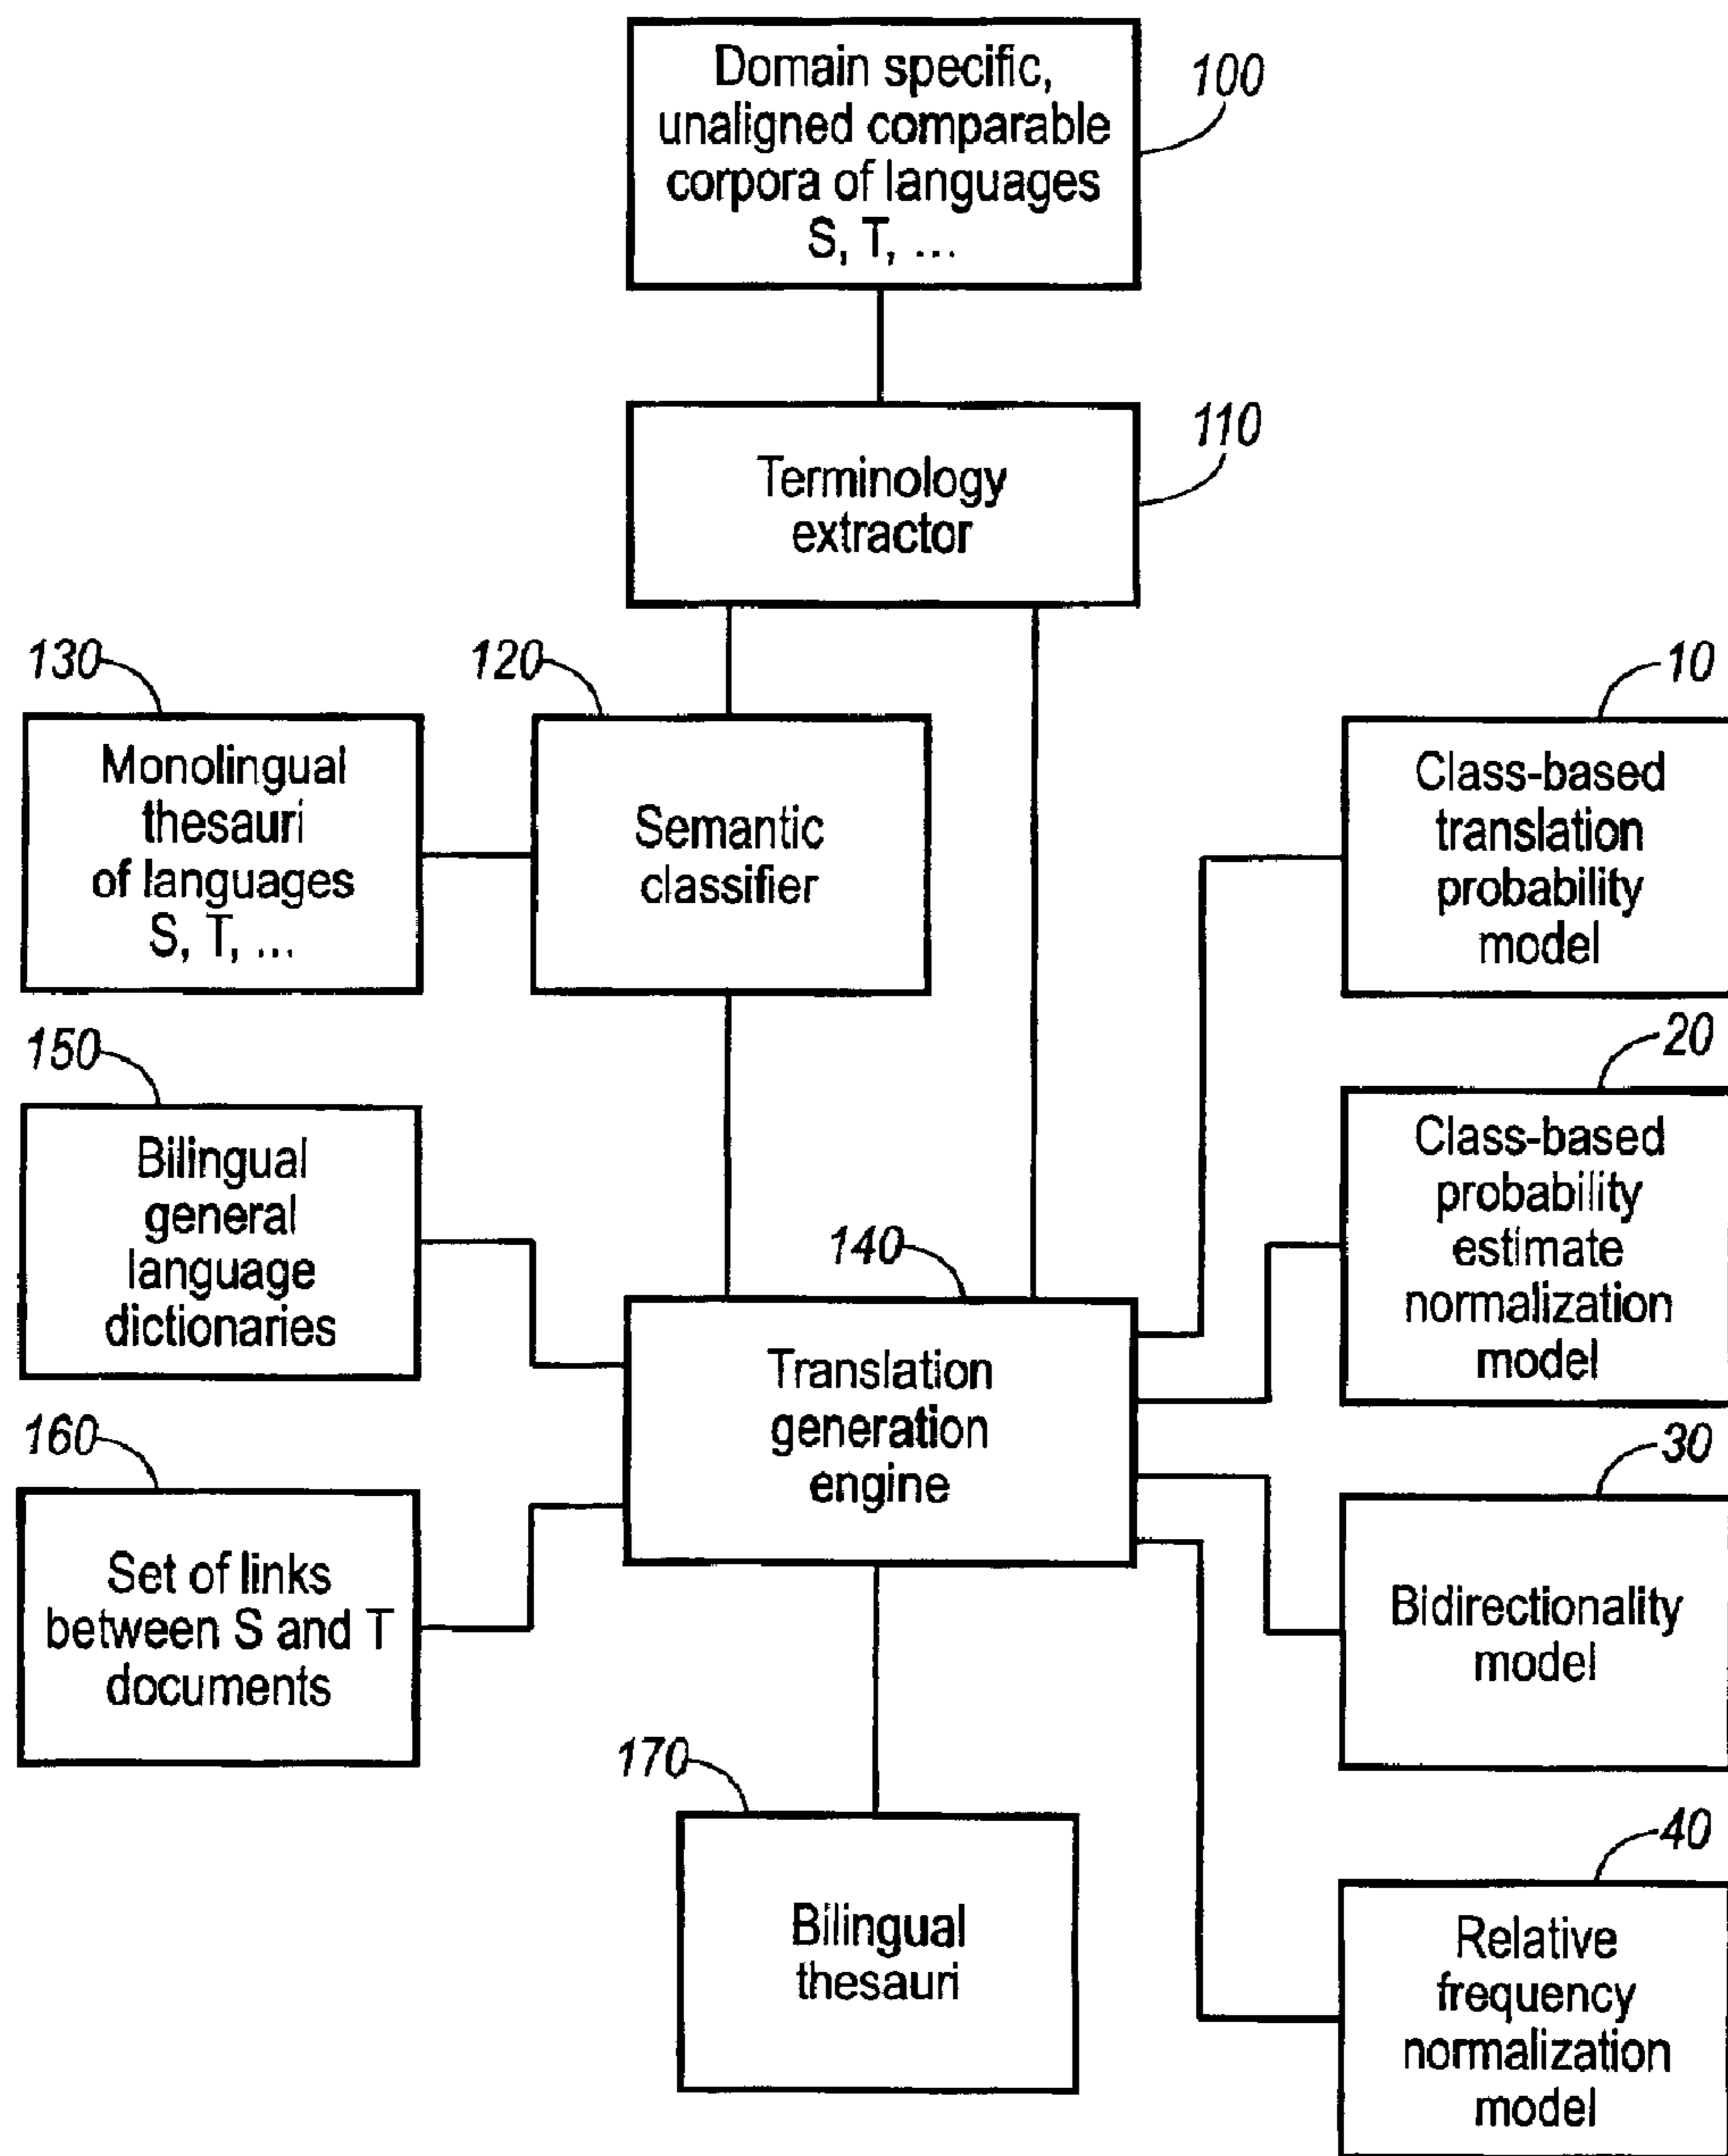 Domain specific,
unaligned comparable
corpora of languages
S, T, ...
100
Terminology
extractor
110
130
Monolingual
thesauri
of languages
S, T, ...
120
Semantic
classifier
10
Class-based
translation
probability
model
150
Bilingual
general
language
dictionaries
20
Class-based
probability
estimate
normalization
model
140
Translation
generation
engine
160
Set of links
between S and T
documents
30
Bidirectionality
model
170
Bilingual
thesauri
40
Relative
frequency
normalization
model